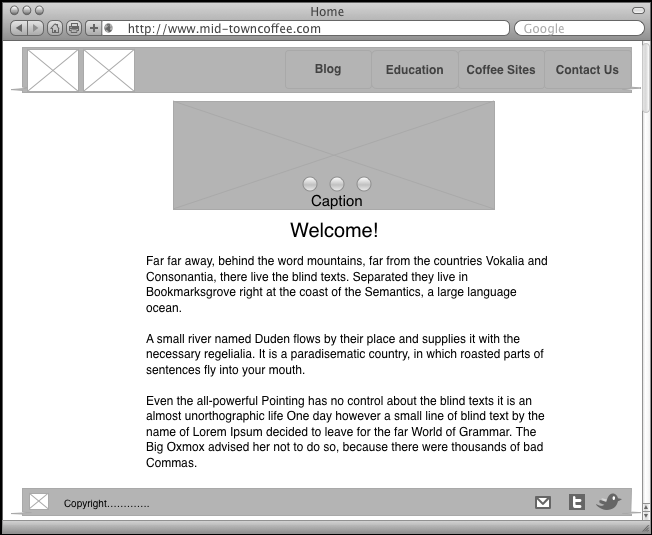 Home
http://www.mid-towncoffee.com
Google
Blog
Education
Coffee Sites
Contact Us
Caption
Welcome!
Far far away, behind the word mountains, far from the countries Vokalia and
Consonantia, there live the blind texts. Separated they live in
Bookmarksgrove right at the coast of the Semantics, a large language
ocean.
A small river named Duden flows by their place and supplies it with the
necessary regelialia. It is a paradisematic country, in which roasted parts of
sentences fly into your mouth.
Even the all-powerful Pointing has no control about the blind texts it is an
almost unorthographic life One day however a small line of blind text by the
name of Lorem Ipsum decided to leave for the far World of Grammar. The
Big Oxmox advised her not to do so, because there were thousands of bad
Commas.
Copyright.............
t